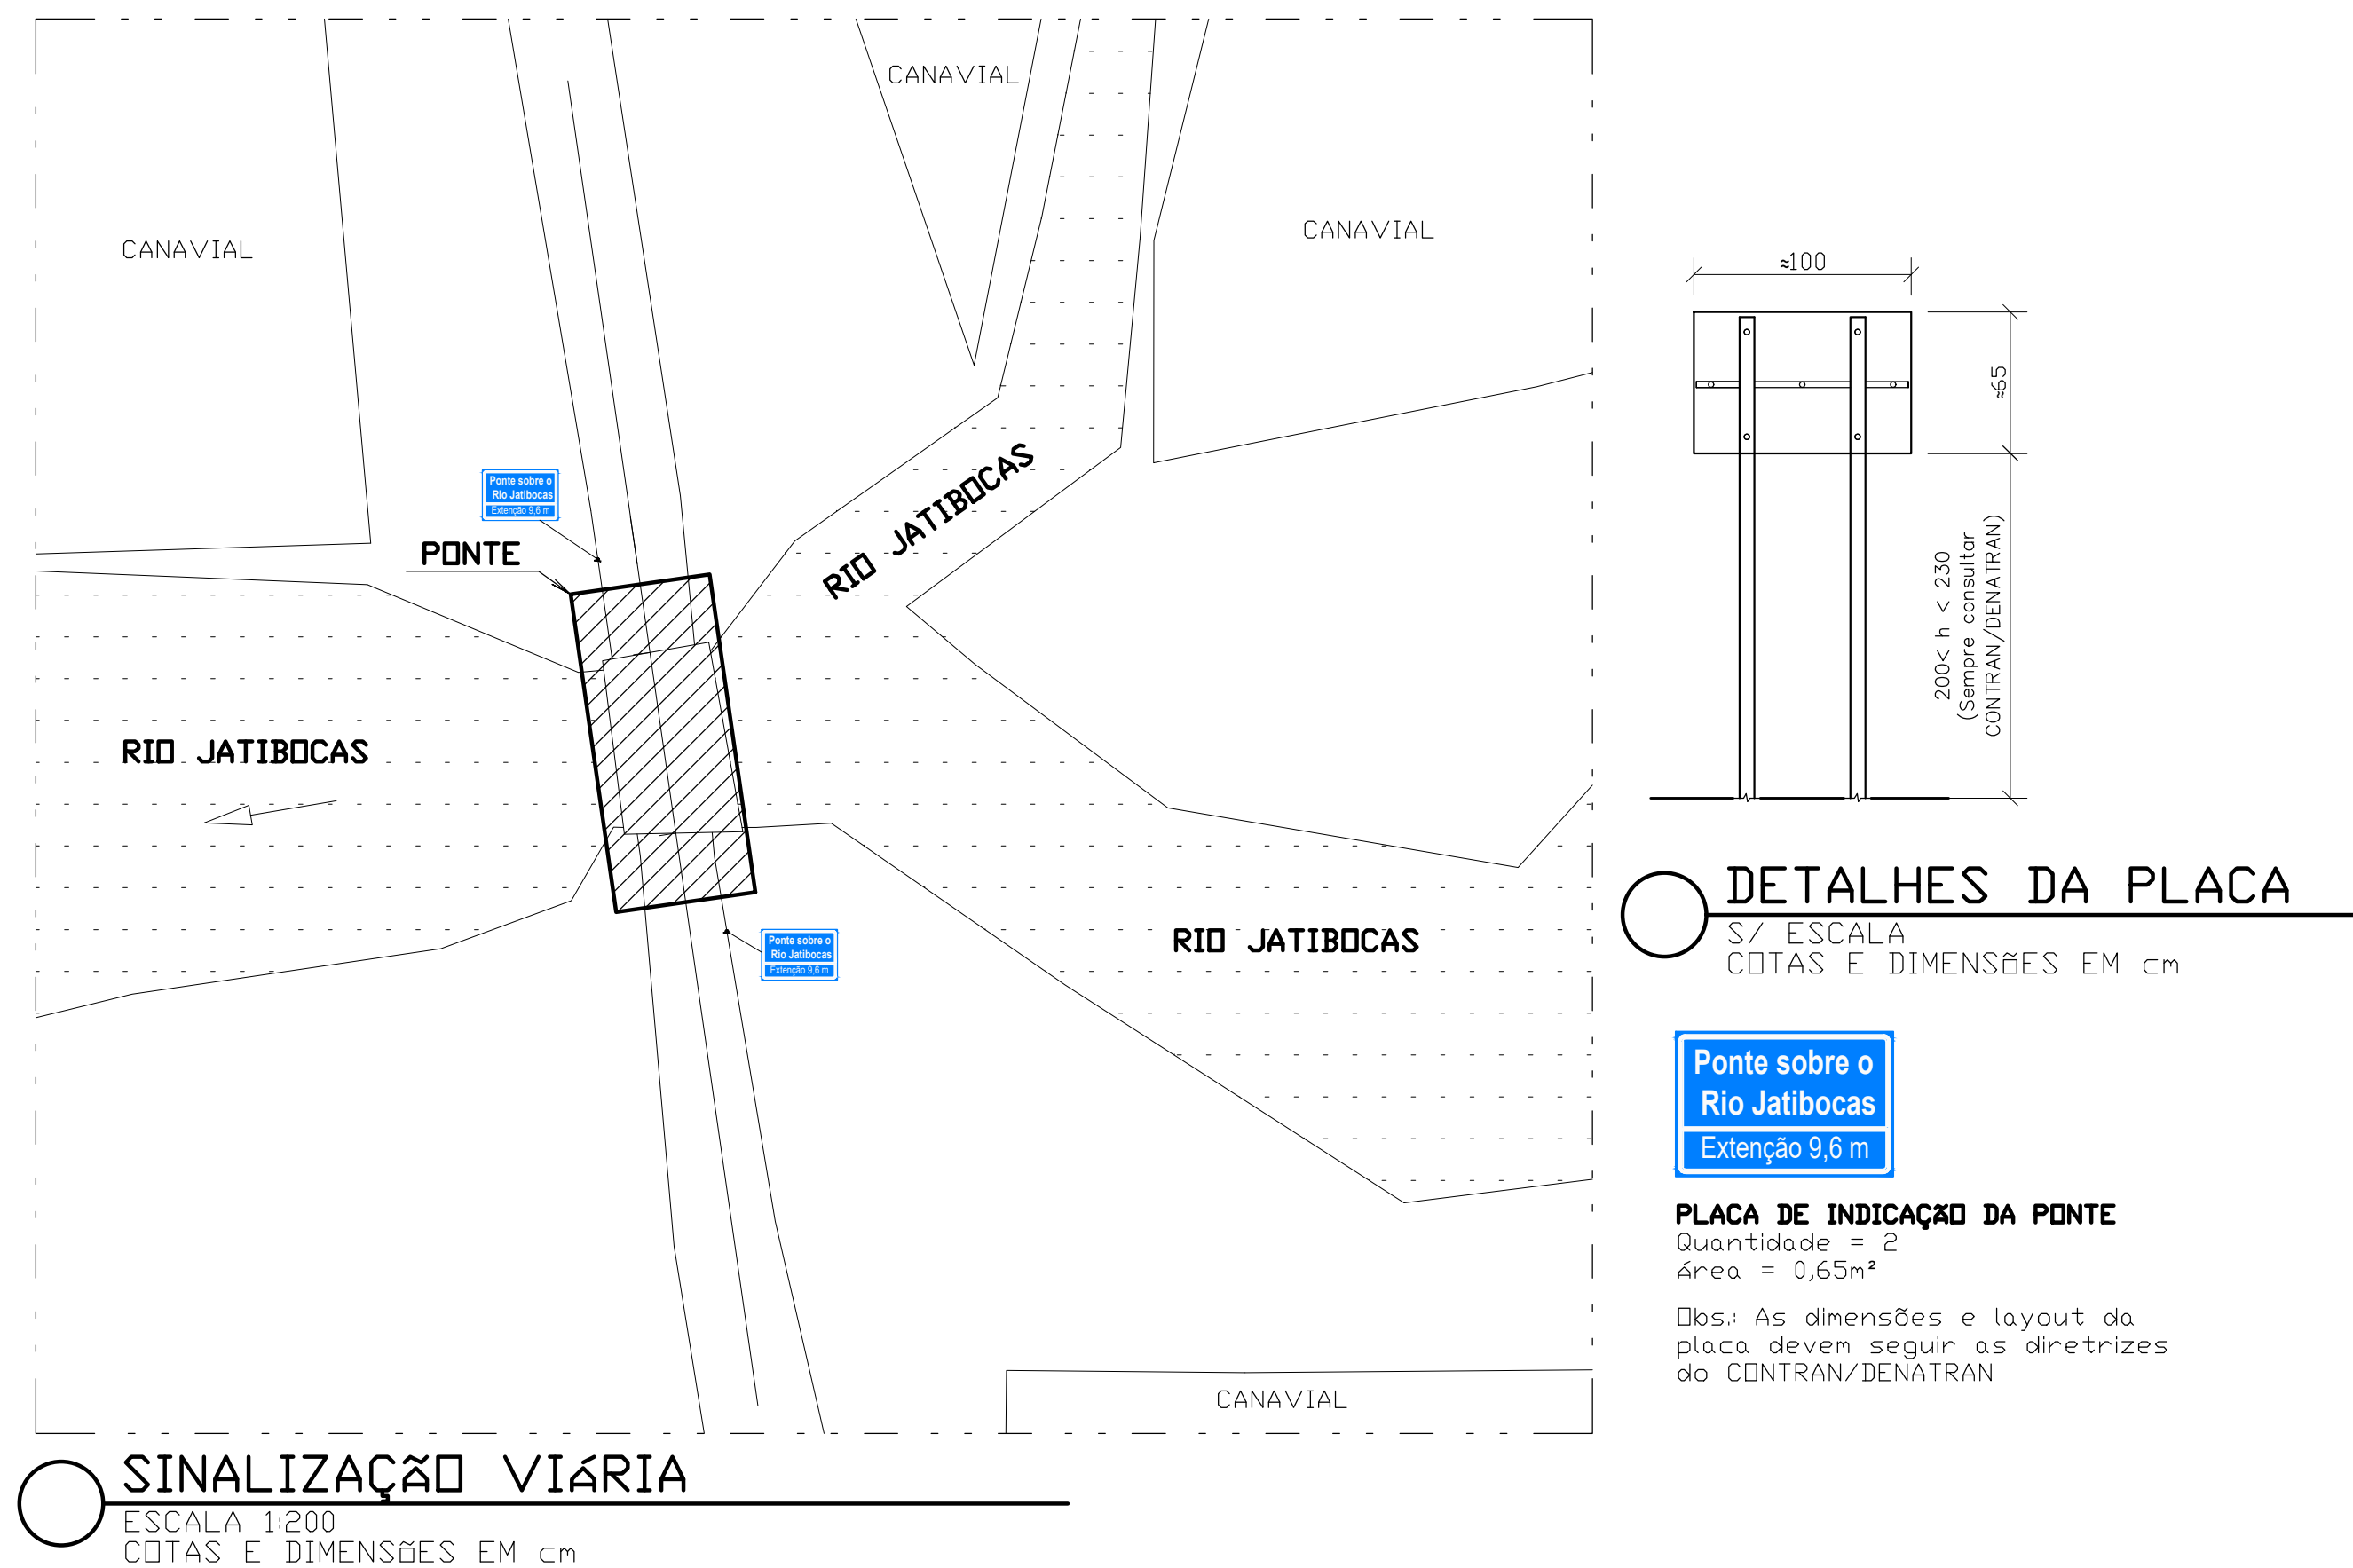 CANAVIAL
CANAVIAL
CANAVIAL
Ponte sobre o
Rio Jatibocas
Extenção 9,6 m
PONTE
RIO JATIBOCAS
RIO JATIBOCAS
Ponte sobre o
Rio Jatibocas
Extenção 9,6 m
RIO JATIBOCAS
CANAVIAL
SINALIZAÇÃO VIÁRIA
ESCALA 1:200
COTAS E DIMENSÕES EM cm
≈100
≈65
200< h < 230
(Sempre consultar
CONTRAN/DENATRAN)
DETALHES DA PLACA
S/ ESCALA
COTAS E DIMENSÕES EM cm
Ponte sobre o
Rio Jatibocas
Extenção 9,6 m
PLACA DE INDICAÇÃO DA PONTE
Quantidade = 2
Área = 0,65m²
Obs.: As dimensões e layout da
placa devem seguir as diretrizes
do CONTRAN/DENATRAN